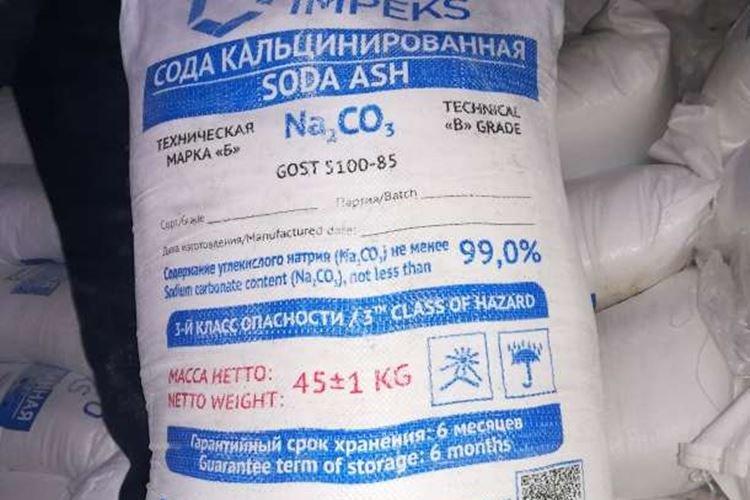 IMPEKS
СОДА КАЛЬЦИНИРОВАННАЯ
SODA ASH
ТЕХНИЧЕСКАЯ
МАРКА «Б»
Na₂CO₃
TECHNICAL
«B» GRADE
GOST 5100-85
Сорт/Grade
Партия/Batch
Дата изготовления/Manufactured date:
Содержание углекислого натрия (Na₂CO₃) не менее
Sodium carbonate content (Na₂CO₃), not less than
99,0%
3-Й КЛАСС ОПАСНОСТИ / 3ᵀᴴ CLASS OF HAZARD
МАССА НЕТТО:
NETTO WEIGHT:
45±1 KG
Гарантийный срок хранения: 6 месяцев
Guarantee term of storage: 6 months